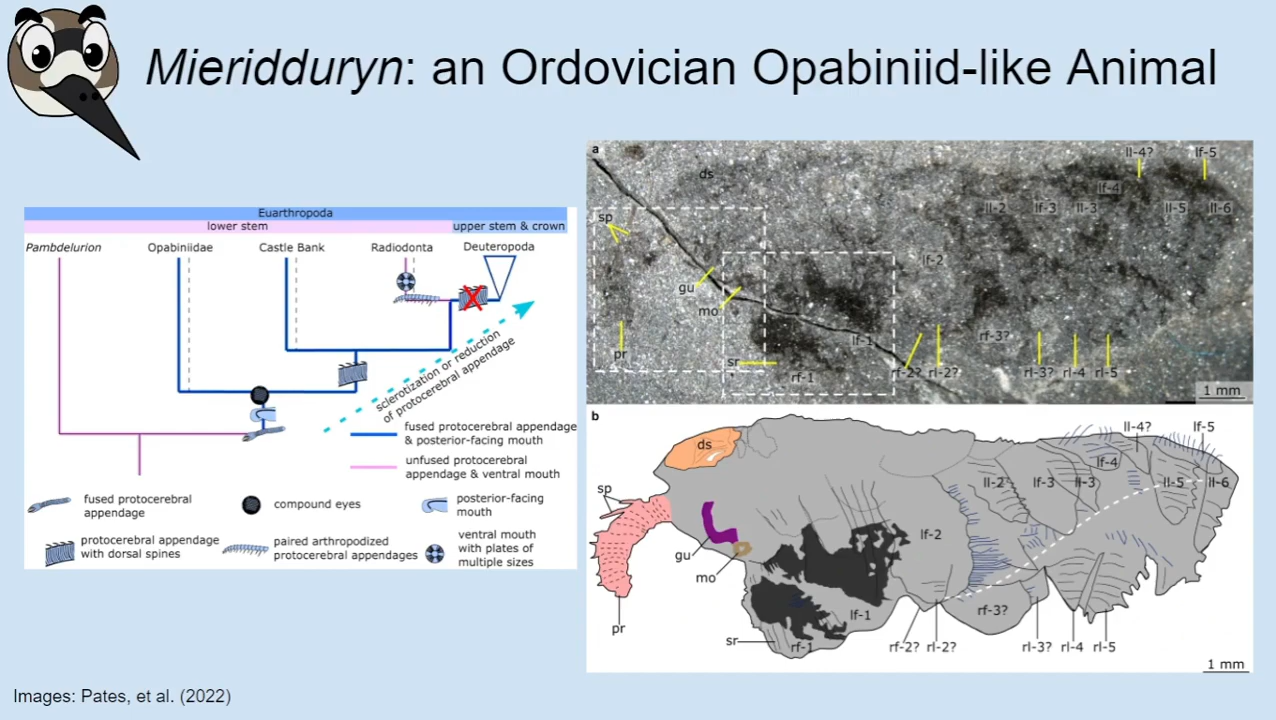 Mieridduryn: an Ordovician Opabiniid-like Animal
Euarthropoda
lower stem
upper stem & crown
Pambdelurion
Opabiniidae
Castle Bank
Radiodonta
Deuteropoda
sclerotization or reduction
of protocerebral appendage
fused protocerebral appendage
& posterior-facing mouth
unfused protocerebral
appendage & ventral mouth
fused protocerebral
appendage
compound eyes
posterior-facing
mouth
protocerebral appendage
with dorsal spines
paired arthropodized
protocerebral appendages
ventral mouth
with plates of
multiple sizes
a
ds
sp
gu
mo
pr
sr
rf-1
lf-1
lf-2
rf-2?
rl-2?
rf-3?
rl-3?
rl-4
rl-5
ll-2
lf-3
ll-3
lf-4
ll-4?
lf-5
ll-5
ll-6
1 mm
b
ds
sp
gu
mo
pr
sr
rf-1
lf-1
lf-2
rf-2?
rl-2?
rf-3?
rl-3?
rl-4
rl-5
ll-2
lf-3
ll-3
lf-4
ll-4?
lf-5
ll-5
ll-6
1 mm
Images: Pates, et al. (2022)